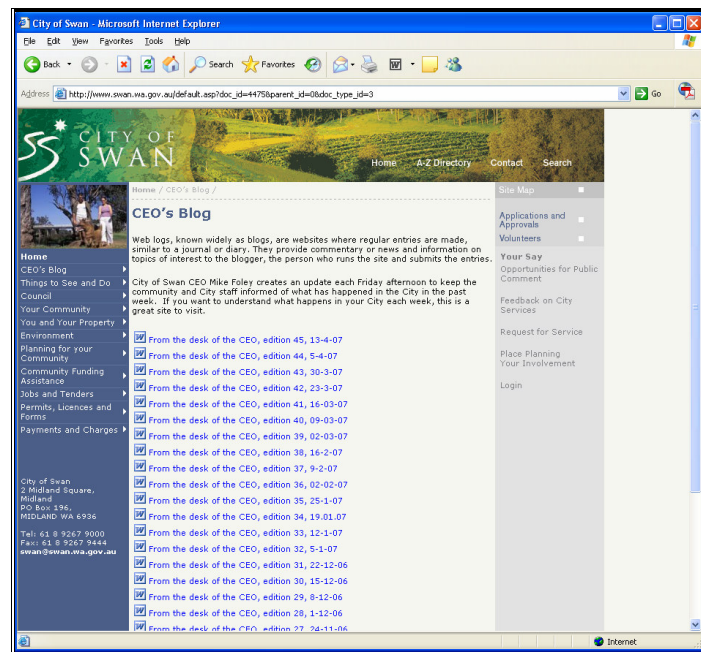 City of Swan - Microsoft Internet Explorer
File Edit View Favorites Tools Help
Back Search Favorites
Address http://www.swan.wa.gov.au/default.asp?doc_id=4475&parent_id=0&doc_type_id=3 Go
CITY OF
SWAN
Home A-Z Directory Contact Search
Home / CEO's Blog /
CEO's Blog
Web logs, known widely as blogs, are websites where regular entries are made,
similar to a journal or diary. They provide commentary or news and information on
topics of interest to the blogger, the person who runs the site and submits the entries.
City of Swan CEO Mike Foley creates an update each Friday afternoon to keep the
community and City staff informed of what has happened in the City in the past
week. If you want to understand what happens in your City each week, this is a
great site to visit.
From the desk of the CEO, edition 45, 13-4-07
From the desk of the CEO, edition 44, 5-4-07
From the desk of the CEO, edition 43, 30-3-07
From the desk of the CEO, edition 42, 23-3-07
From the desk of the CEO, edition 41, 16-03-07
From the desk of the CEO, edition 40, 09-03-07
From the desk of the CEO, edition 39, 02-03-07
From the desk of the CEO, edition 38, 16-2-07
From the desk of the CEO, edition 37, 9-2-07
From the desk of the CEO, edition 36, 02-02-07
From the desk of the CEO, edition 35, 25-1-07
From the desk of the CEO, edition 34, 19.01.07
From the desk of the CEO, edition 33, 12-1-07
From the desk of the CEO, edition 32, 5-1-07
From the desk of the CEO, edition 31, 22-12-06
From the desk of the CEO, edition 30, 15-12-06
From the desk of the CEO, edition 29, 8-12-06
From the desk of the CEO, edition 28, 1-12-06
From the desk of the CEO, edition 27, 24-11-06
Home
CEO's Blog
Things to See and Do
Council
Your Community
You and Your Property
Environment
Planning for your
Community
Community Funding
Assistance
Jobs and Tenders
Permits, Licences and
Forms
Payments and Charges
City of Swan
2 Midland Square,
Midland
PO Box 196,
MIDLAND WA 6936
Tel: 61 8 9267 9000
Fax: 61 8 9267 9444
swan@swan.wa.gov.au
Site Map
Applications and
Approvals
Volunteers
Your Say
Opportunities for Public
Comment
Feedback on City
Services
Request for Service
Place Planning
Your Involvement
Login
Internet